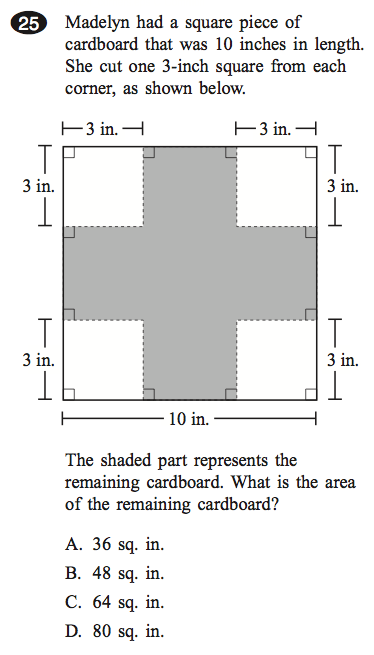 25 Madelyn had a square piece of
cardboard that was 10 inches in length.
She cut one 3-inch square from each
corner, as shown below.
3 in. 3 in.
3 in. 3 in.
3 in. 3 in.
10 in.
The shaded part represents the
remaining cardboard. What is the area
of the remaining cardboard?
A. 36 sq. in.
B. 48 sq. in.
C. 64 sq. in.
D. 80 sq. in.